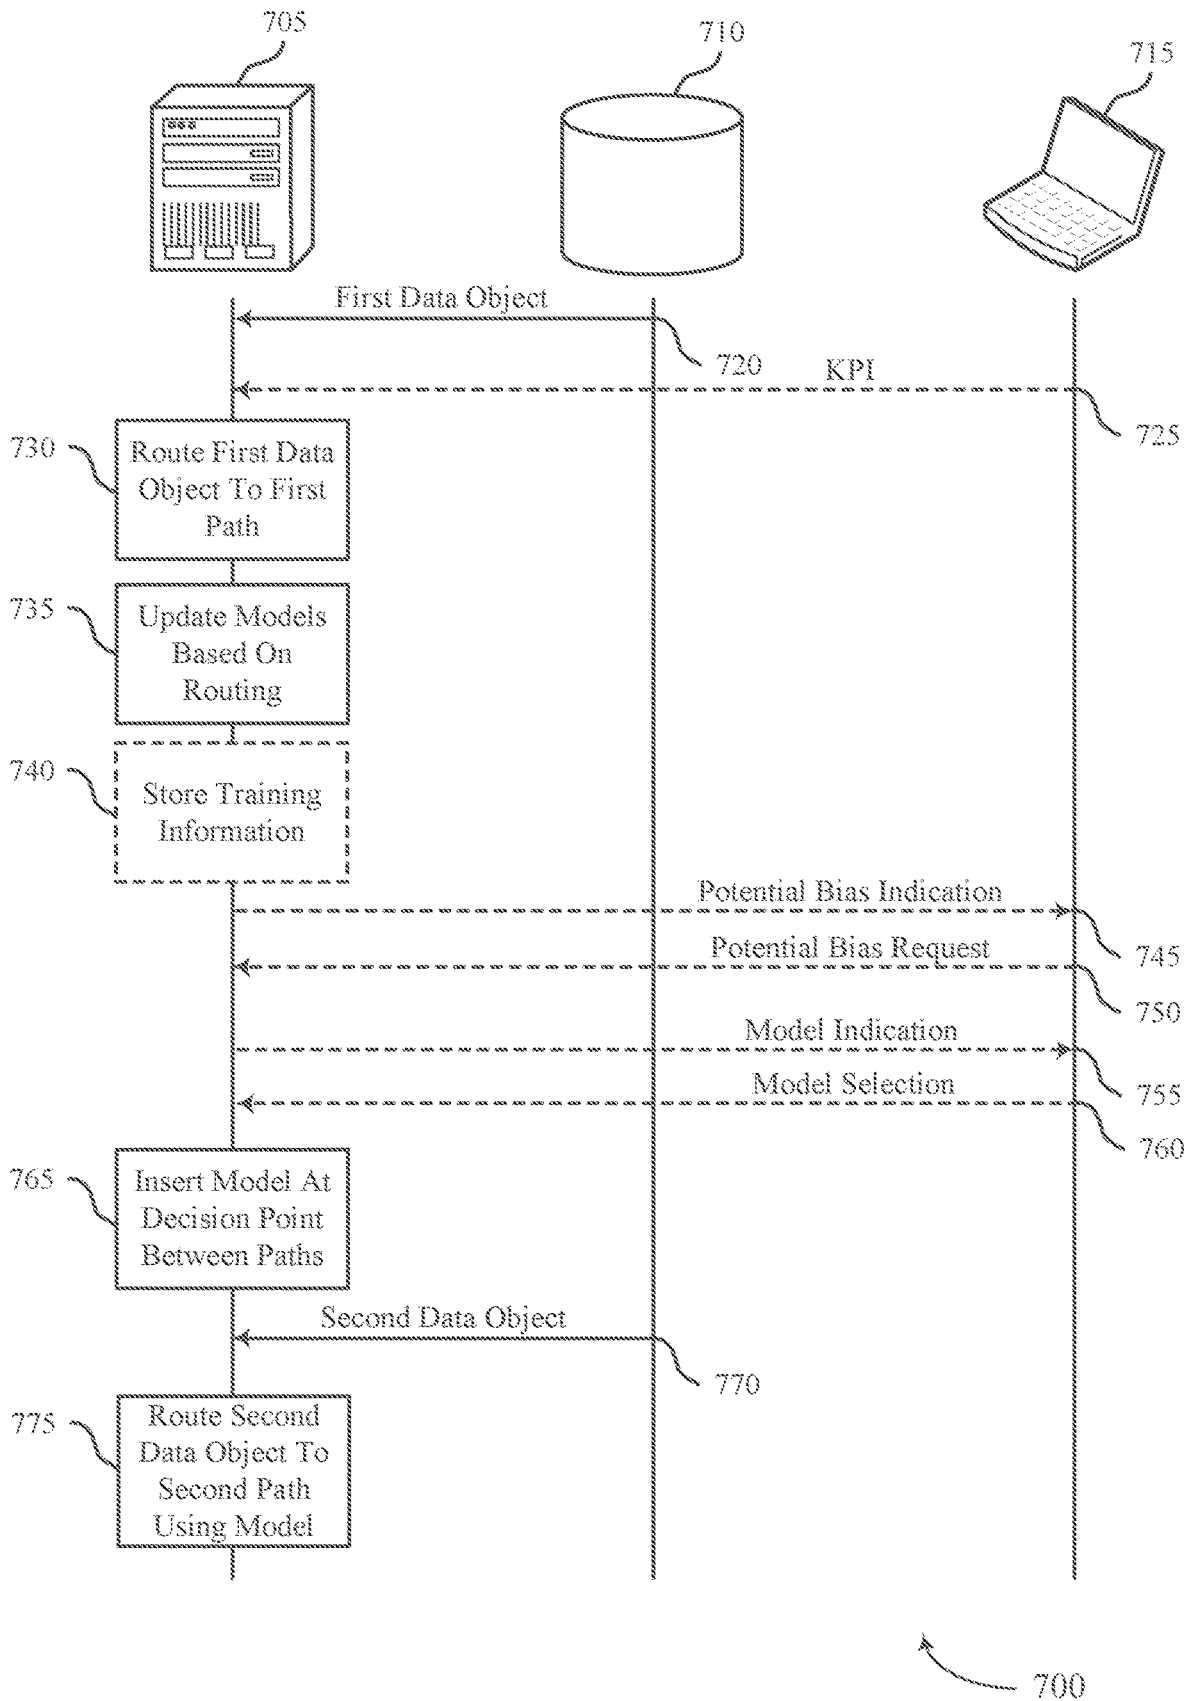 705
710
715
First Data Object
720
KPI
725
730
Route First Data
Object To First
Path
735
Update Models
Based On
Routing
740
Store Training
Information
Potential Bias Indication
745
Potential Bias Request
750
Model Indication
755
Model Selection
760
765
Insert Model At
Decision Point
Between Paths
Second Data Object
770
775
Route Second
Data Object To
Second Path
Using Model
700